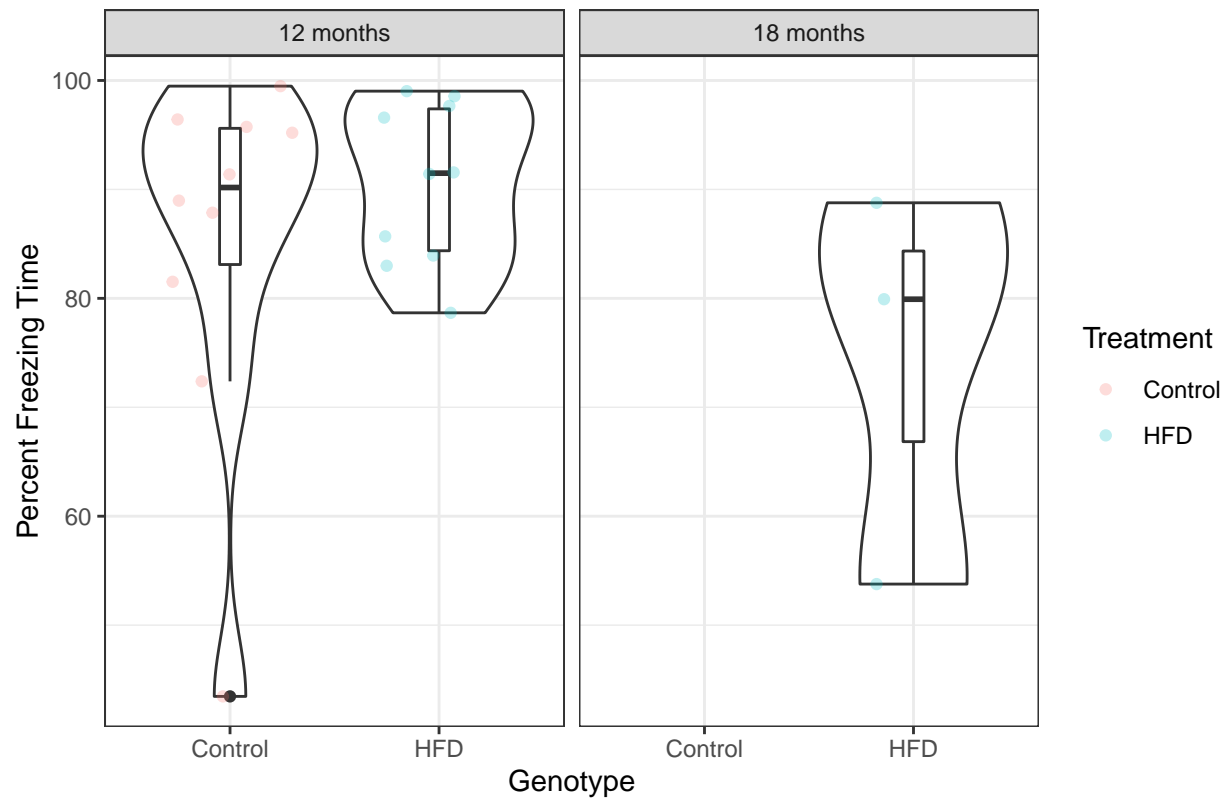 12 months
18 months
100
80
60
Percent Freezing Time
Control
HFD
Control
HFD
Genotype
Treatment
Control
HFD